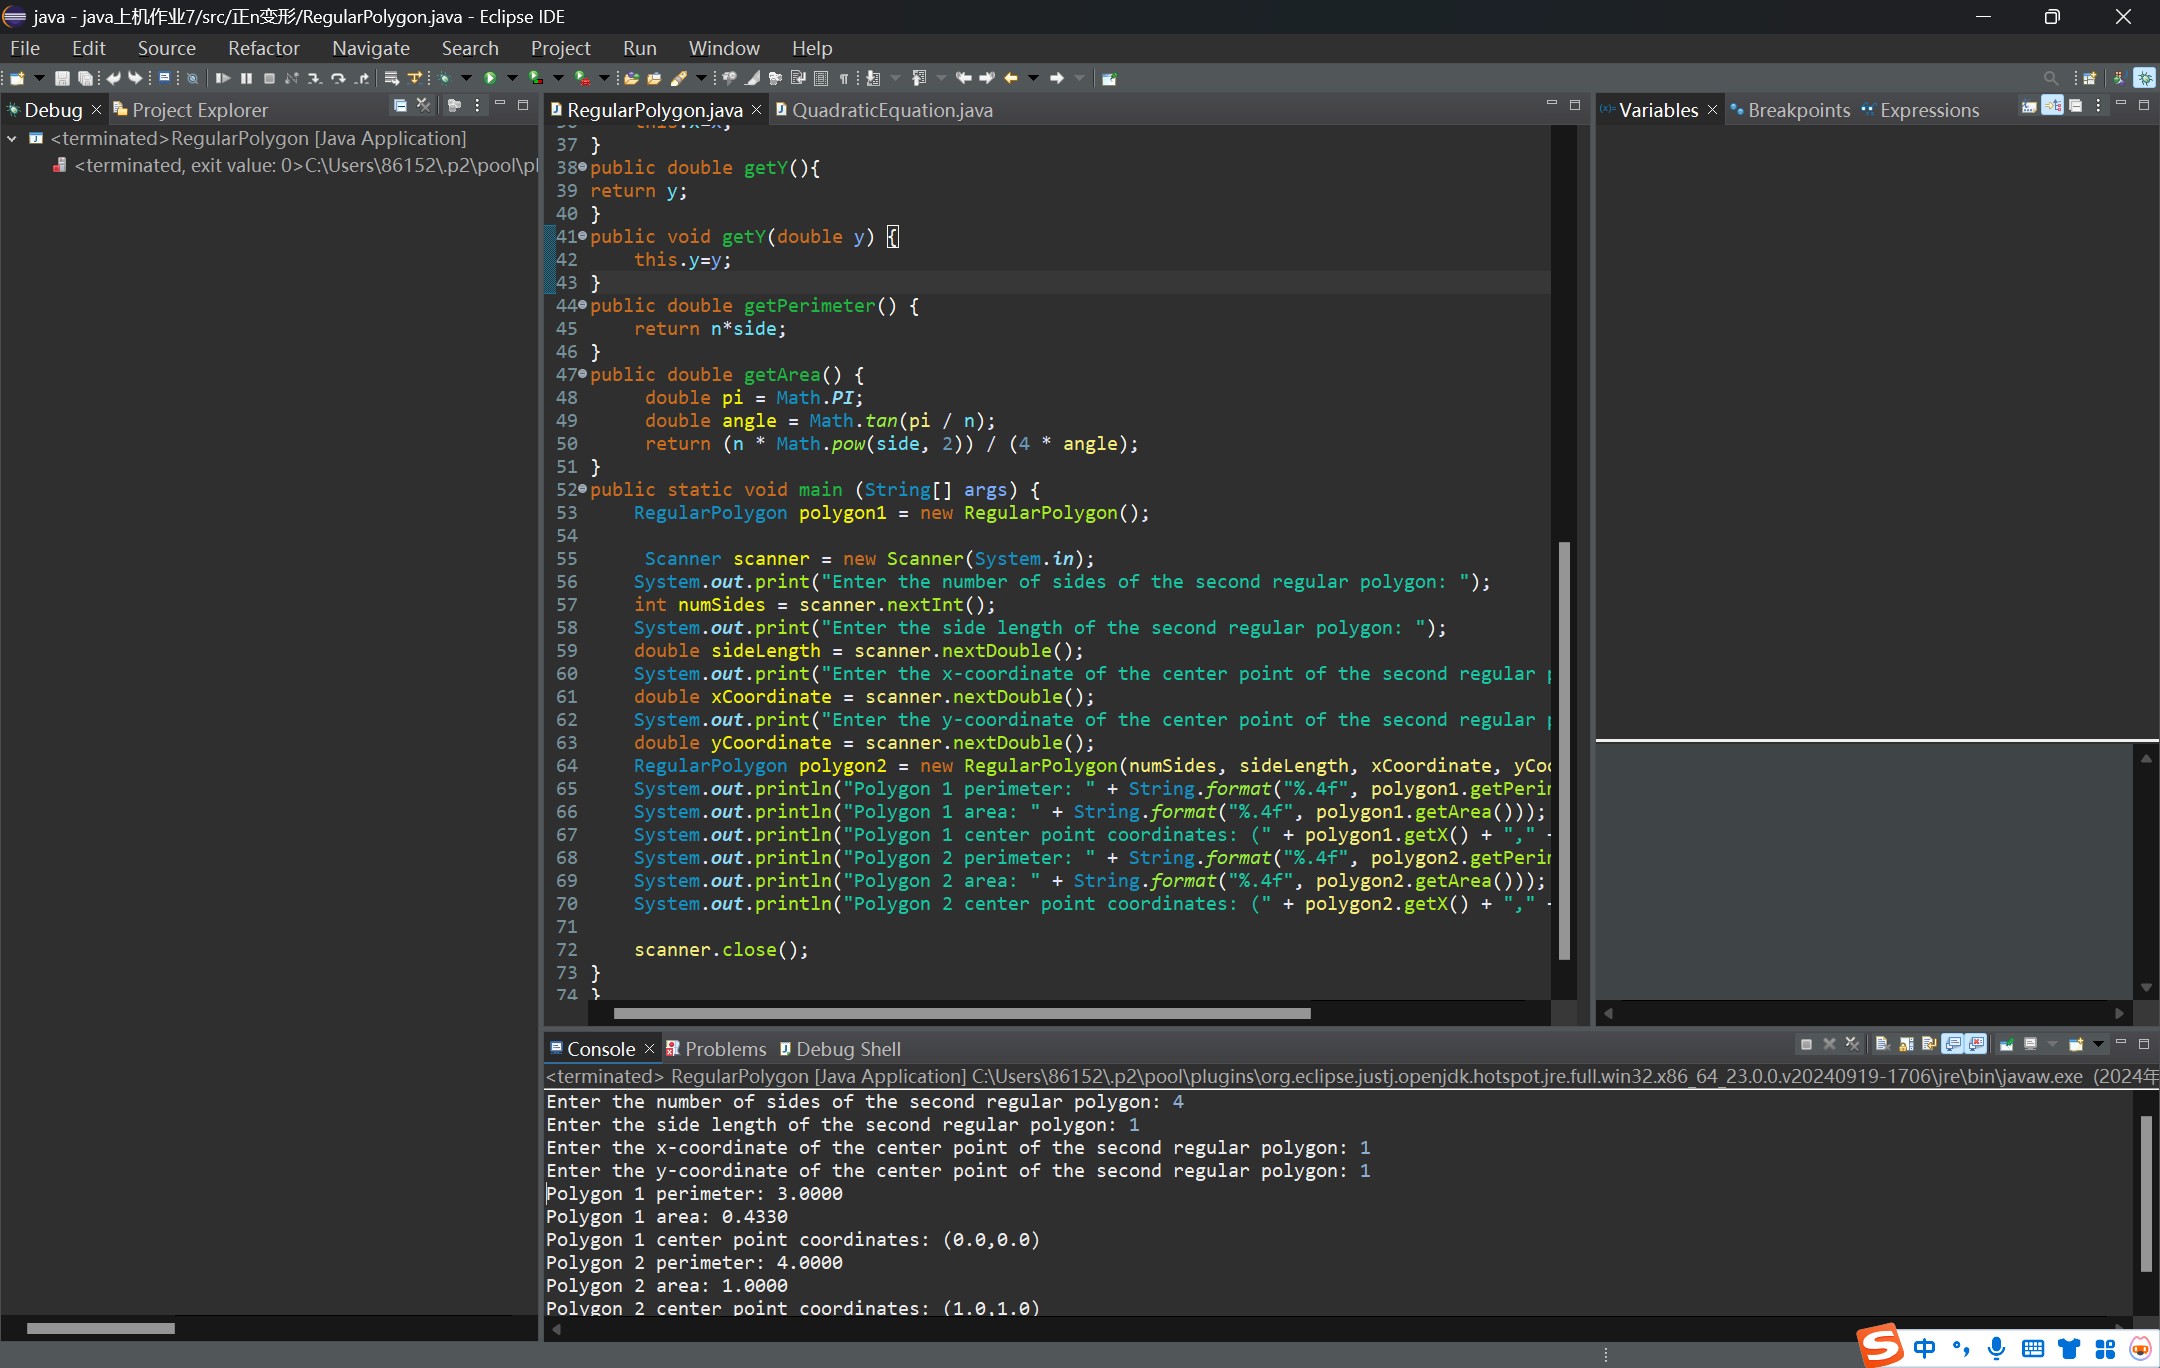 java - java上机作业7/src/正n变形/RegularPolygon.java - Eclipse IDE
File Edit Source Refactor Navigate Search Project Run Window Help
Debug Project Explorer
<terminated>RegularPolygon [Java Application]
<terminated, exit value: 0>C:\Users\86152\.p2\pool\pl
RegularPolygon.java QuadraticEquation.java
37 }
38 public double getY(){
39 return y;
40 }
41 public void getY(double y) {
42 this.y=y;
43 }
44 public double getPerimeter() {
45 return n*side;
46 }
47 public double getArea() {
48 double pi = Math.PI;
49 double angle = Math.tan(pi / n);
50 return (n * Math.pow(side, 2)) / (4 * angle);
51 }
52 public static void main (String[] args) {
53 RegularPolygon polygon1 = new RegularPolygon();
54
55 Scanner scanner = new Scanner(System.in);
56 System.out.print("Enter the number of sides of the second regular polygon: ");
57 int numSides = scanner.nextInt();
58 System.out.print("Enter the side length of the second regular polygon: ");
59 double sideLength = scanner.nextDouble();
60 System.out.print("Enter the x-coordinate of the center point of the second regular
61 double xCoordinate = scanner.nextDouble();
62 System.out.print("Enter the y-coordinate of the center point of the second regular
63 double yCoordinate = scanner.nextDouble();
64 RegularPolygon polygon2 = new RegularPolygon(numSides, sideLength, xCoordinate, yCoo
65 System.out.println("Polygon 1 perimeter: " + String.format("%.4f", polygon1.getPerim
66 System.out.println("Polygon 1 area: " + String.format("%.4f", polygon1.getArea()));
67 System.out.println("Polygon 1 center point coordinates: (" + polygon1.getX() + ","
68 System.out.println("Polygon 2 perimeter: " + String.format("%.4f", polygon2.getPerim
69 System.out.println("Polygon 2 area: " + String.format("%.4f", polygon2.getArea()));
70 System.out.println("Polygon 2 center point coordinates: (" + polygon2.getX() + ","
71
72 scanner.close();
73 }
74 }
Variables Breakpoints Expressions
Console Problems Debug Shell
<terminated> RegularPolygon [Java Application] C:\Users\86152\.p2\pool\plugins\org.eclipse.justj.openjdk.hotspot.jre.full.win32.x86_64_23.0.0.v20240919-1706\jre\bin\javaw.exe (2024年
Enter the number of sides of the second regular polygon: 4
Enter the side length of the second regular polygon: 1
Enter the x-coordinate of the center point of the second regular polygon: 1
Enter the y-coordinate of the center point of the second regular polygon: 1
Polygon 1 perimeter: 3.0000
Polygon 1 area: 0.4330
Polygon 1 center point coordinates: (0.0,0.0)
Polygon 2 perimeter: 4.0000
Polygon 2 area: 1.0000
Polygon 2 center point coordinates: (1.0,1.0)
中